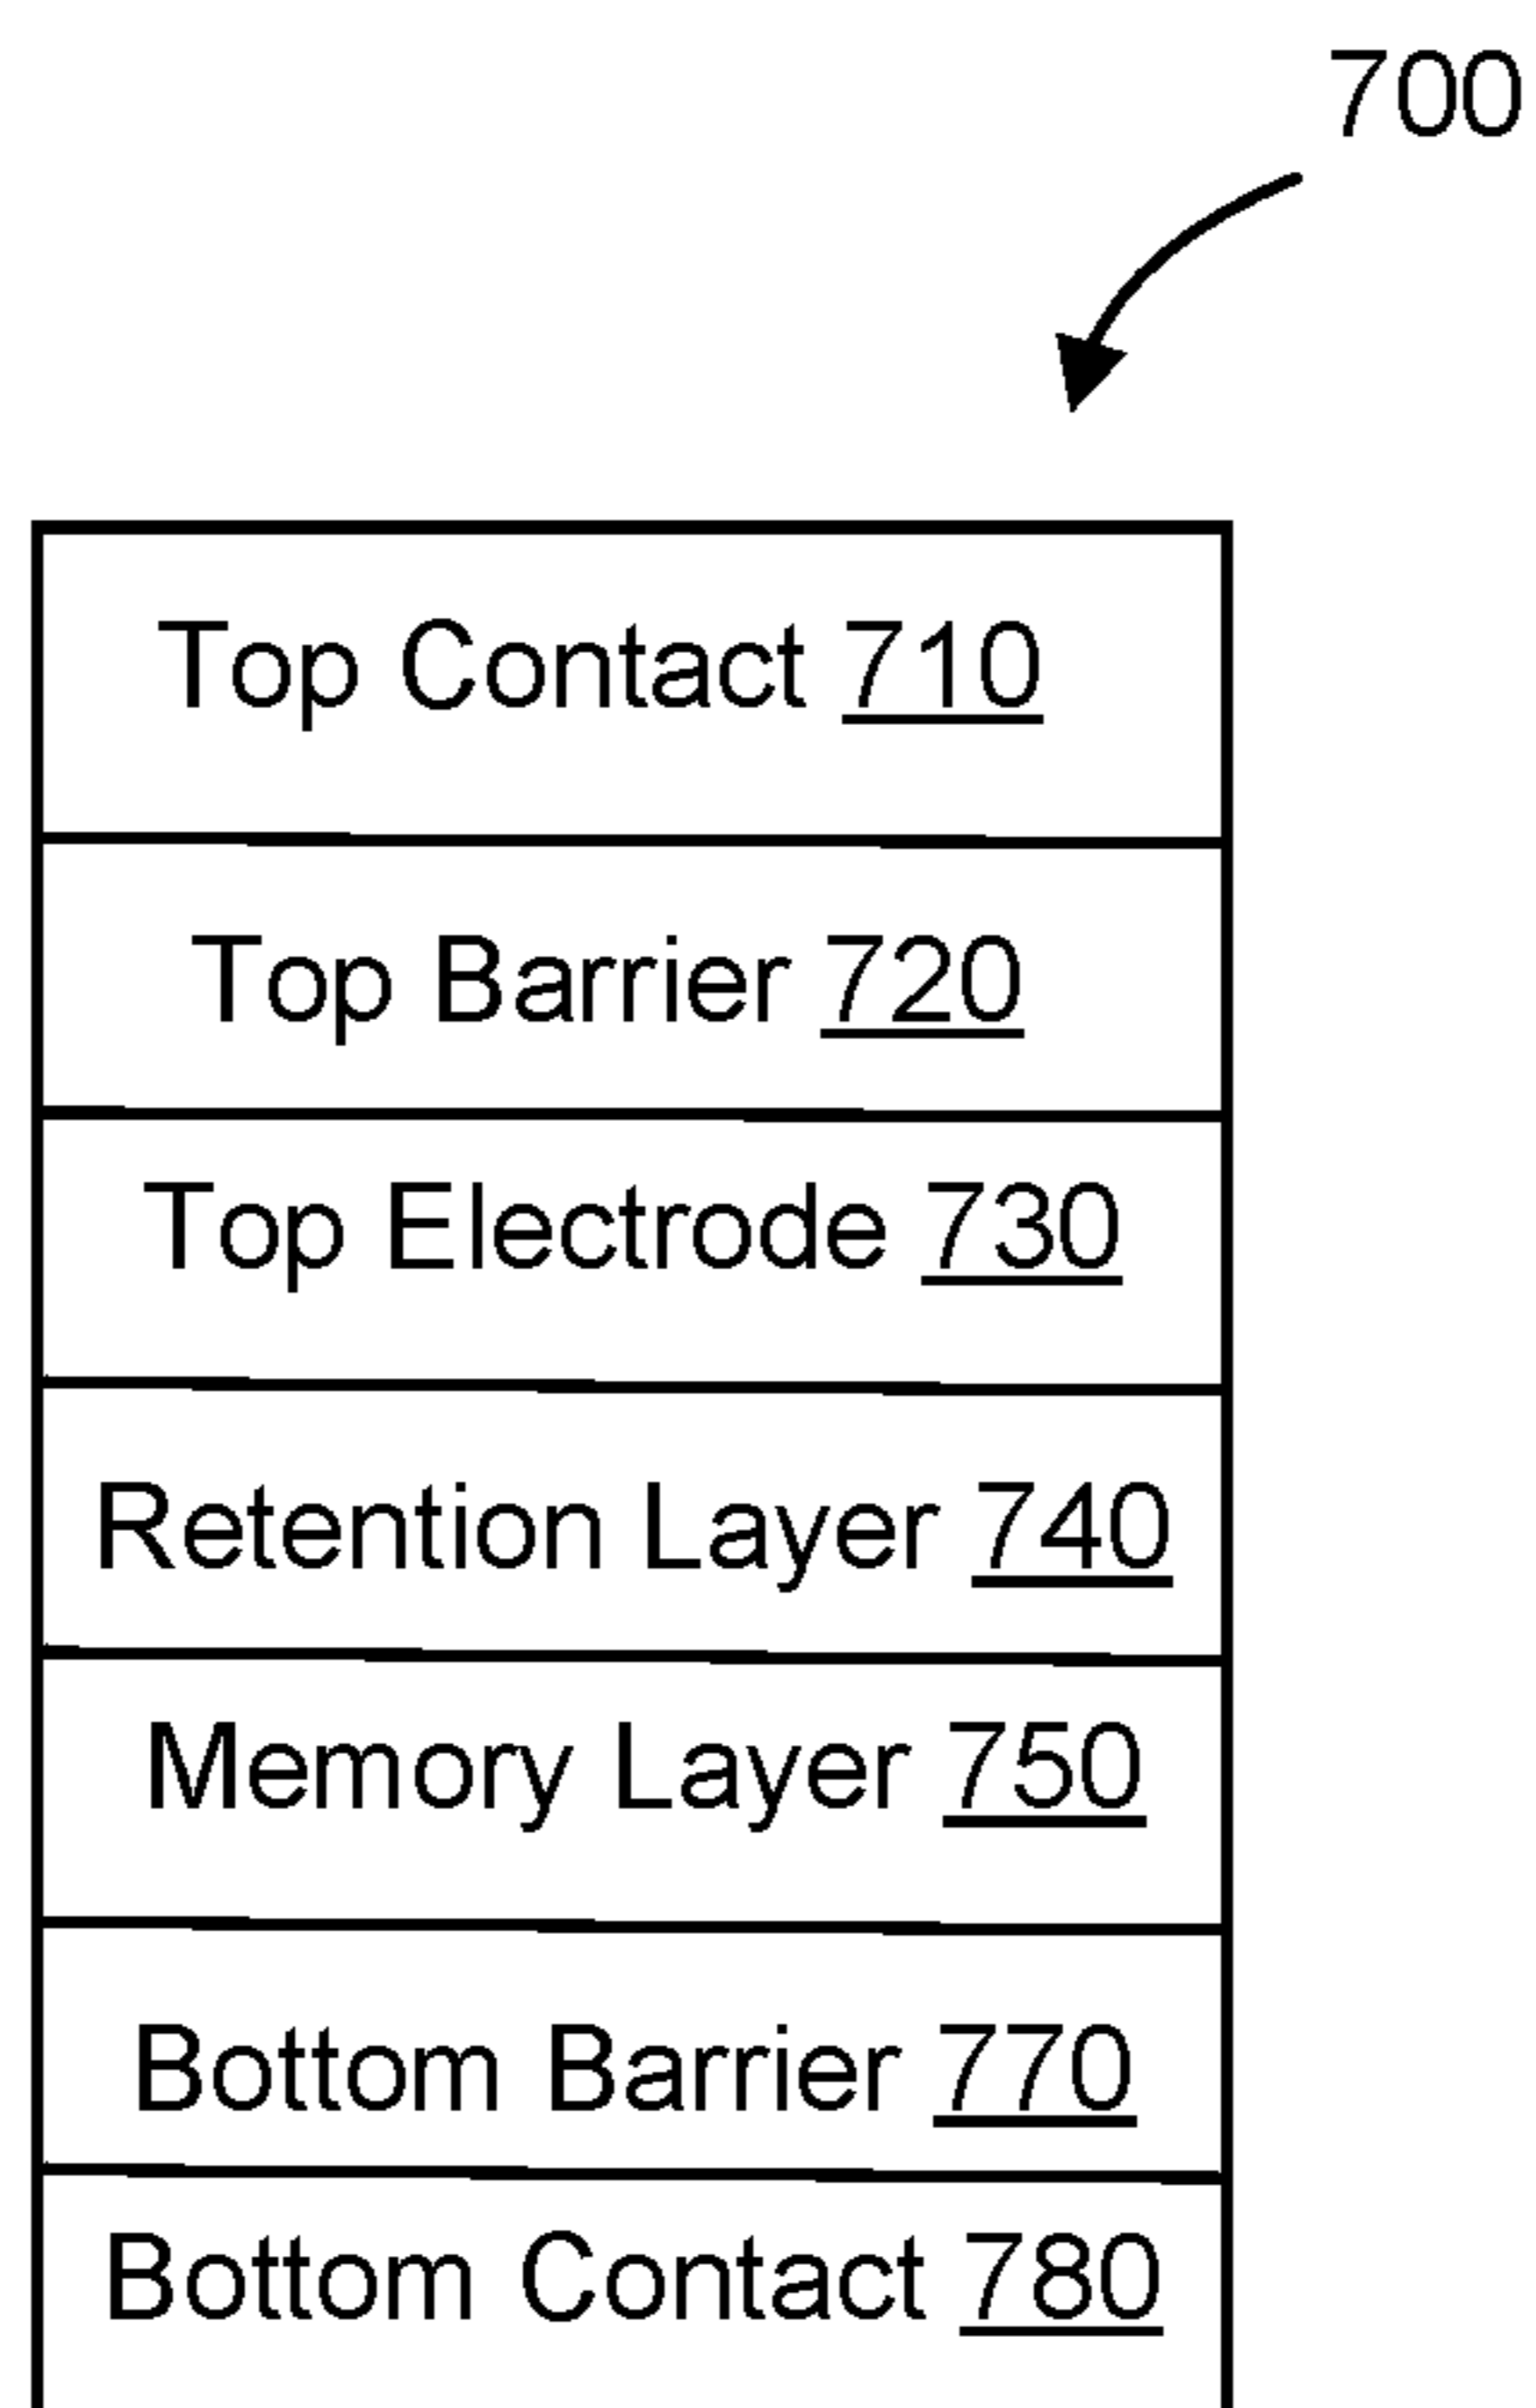 700
Top Contact 710
Top Barrier 720
Top Electrode 730
Retention Layer 740
Memory Layer 750
Bottom Barrier 770
Bottom Contact 780